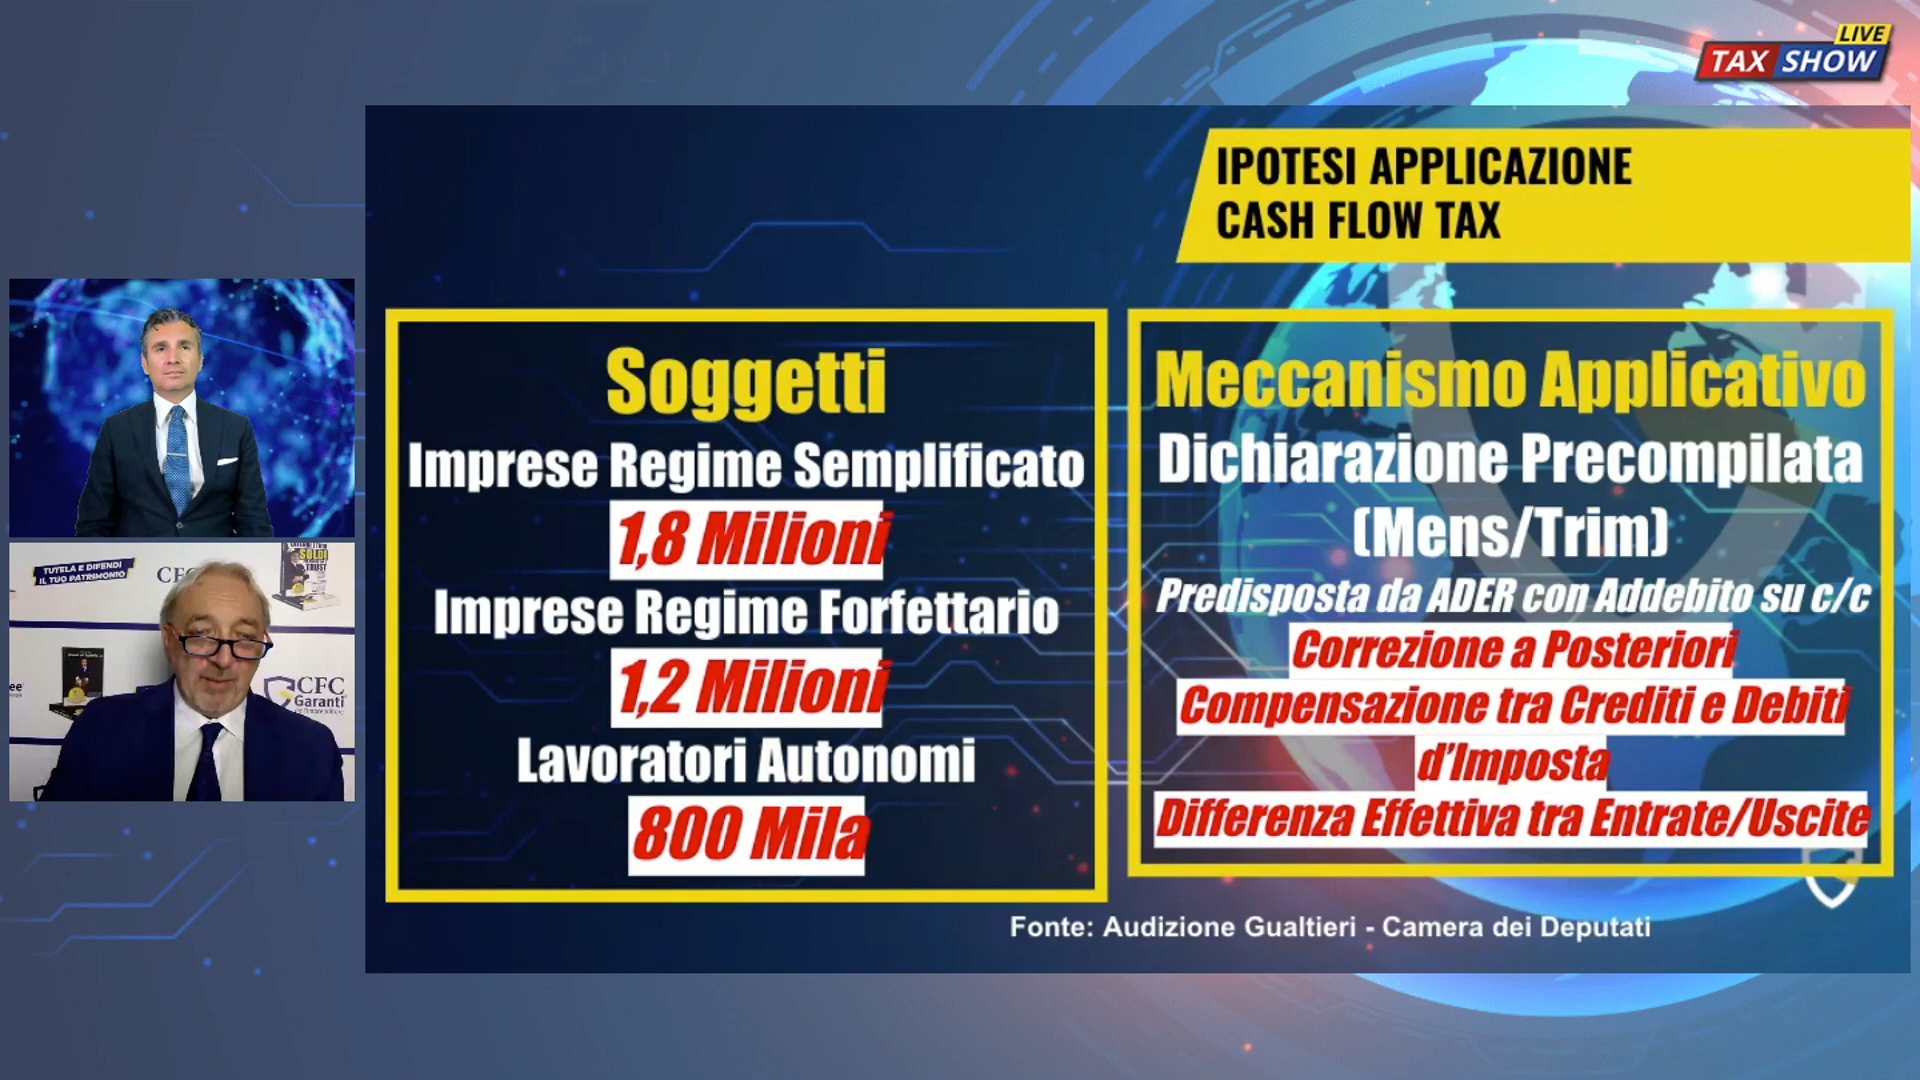 LIVE
TAX SHOW
IPOTESI APPLICAZIONE
CASH FLOW TAX
Soggetti
Imprese Regime Semplificato
1,8 Milioni
Imprese Regime Forfettario
1,2 Milioni
Lavoratori Autonomi
800 Mila
Meccanismo Applicativo
Dichiarazione Precompilata
(Mens/Trim)
Predisposta da ADER con Addebito su c/c
Correzione a Posteriori
Compensazione tra Crediti e Debiti
d’Imposta
Differenza Effettiva tra Entrate/Uscite
Fonte: Audizione Gualtieri - Camera dei Deputati
TUTELA E DIFENDI
IL TUO PATRIMONIO
SOLDI
TRUST
CFC
Garanti